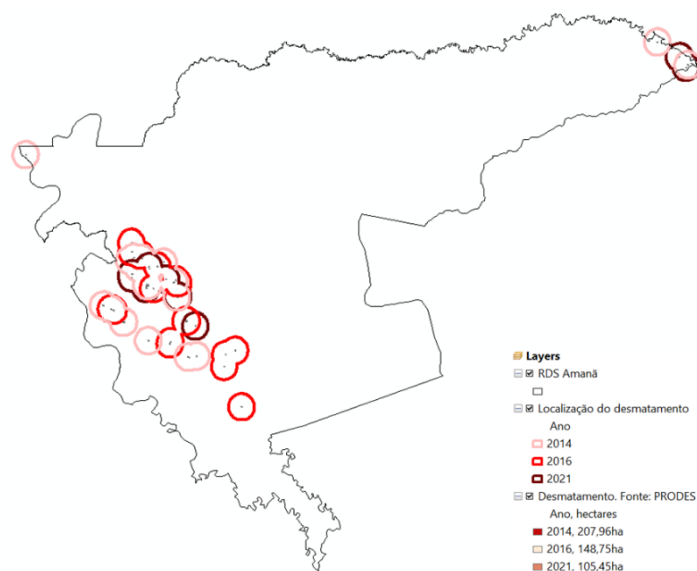 Layers
RDS Amanã
Localização do desmatamento
Ano
2014
2016
2021
Desmatamento. Fonte: PRODES
Ano, hectares
2014, 207,96ha
2016, 148,75ha
2021, 105,45ha